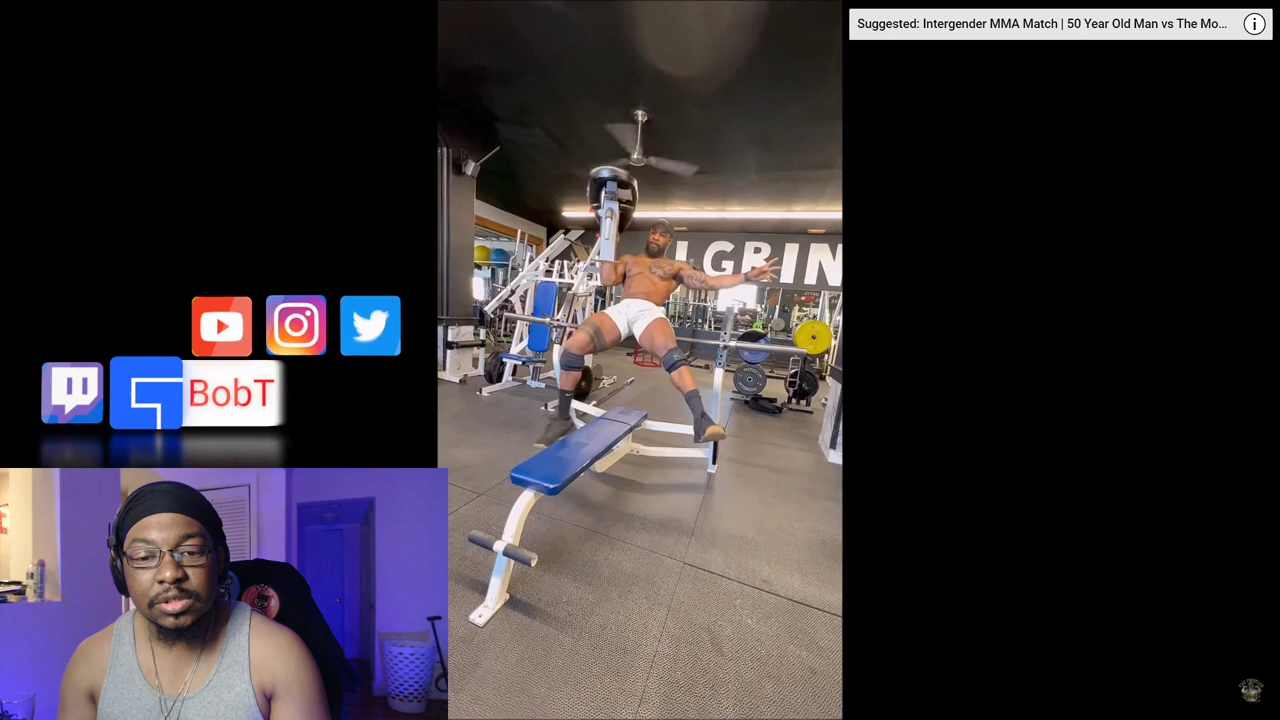 Suggested: Intergender MMA Match | 50 Year Old Man vs The Mo...
LGRIN
BobT